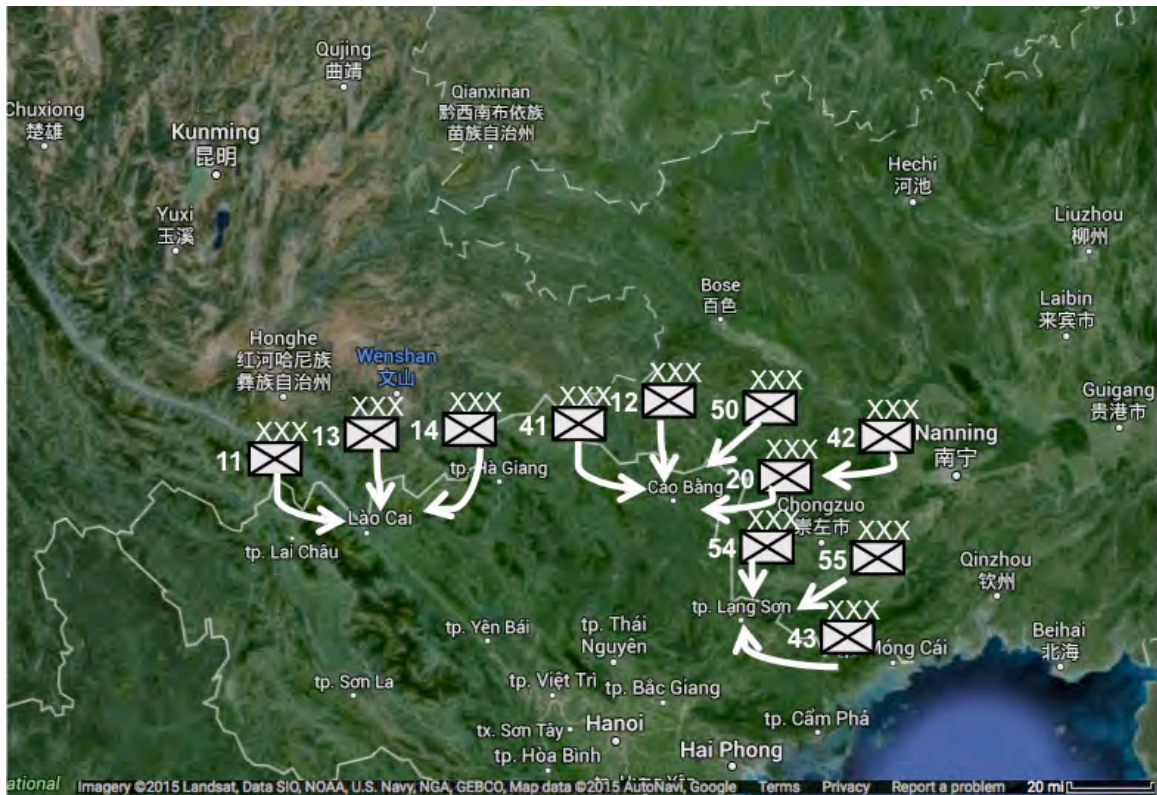 Qujing
曲靖
Chuxiong
楚雄
Kunming
昆明
Qianxinan
黔西南布依族
苗族自治州
Hechi
河池
Yuxi
玉溪
Liuzhou
柳州
Bose
百色
Laibin
来宾市
Honghe
红河哈尼族
彝族自治州
Wenshan
文山
Guigang
贵港市
XXX
11
XXX
13
XXX
14
XXX
41
XXX
12
XXX
50
XXX
42
Nanning
南宁
tp. Hà Giang
Cao Bằng
XXX
20
Chongzuo
崇左市
Lào Cai
tp. Lai Châu
XXX
54
XXX
55
Qinzhou
钦州
tp. Lạng Sơn
XXX
43
Móng Cái
Beihai
北海
tp. Yên Bái
tp. Thái
Nguyên
tp. Sơn La
tp. Việt Trì
tp. Bắc Giang
tx. Sơn Tây
Hanoi
tp. Cẩm Phả
tp. Hòa Bình
Hai Phong
ational
Imagery ©2015 Landsat, Data SIO, NOAA, U.S. Navy, NGA, GEBCO, Map data ©2015 AutoNavi, Google Terms Privacy Report a problem 20 mi